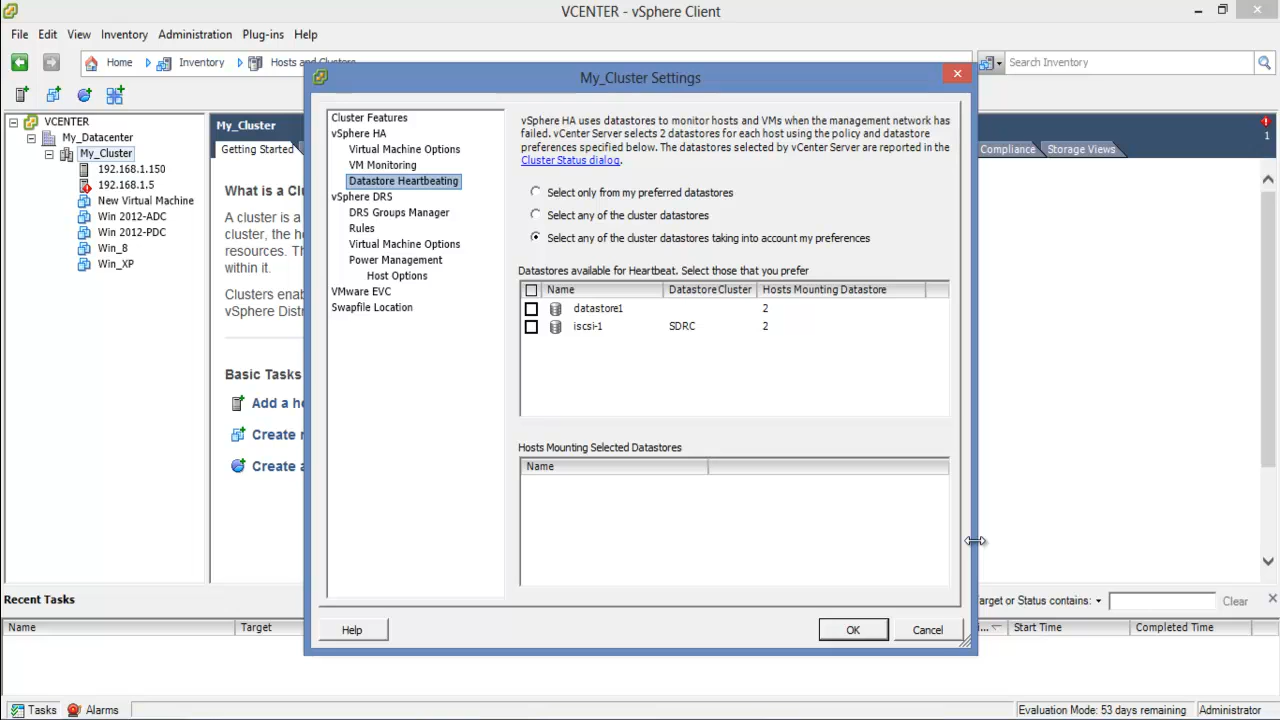 VCENTER - vSphere Client
File Edit View Inventory Administration Plug-ins Help
Home Inventory Hosts and Clusters
Search Inventory
VCENTER
My_Datacenter
My_Cluster
192.168.1.150
192.168.1.5
New Virtual Machine
Win 2012-ADC
Win 2012-PDC
Win_8
Win_XP
My_Cluster
1
Getting Started
Compliance Storage Views
What is a Clu
A cluster is a
cluster, the h
resources. Th
within it.
Clusters enab
vSphere Dist
Basic Tasks
Add a h
Create
Create a
My_Cluster Settings
Cluster Features
vSphere HA
Virtual Machine Options
VM Monitoring
Datastore Heartbeating
vSphere DRS
DRS Groups Manager
Rules
Virtual Machine Options
Power Management
Host Options
VMware EVC
Swapfile Location
vSphere HA uses datastores to monitor hosts and VMs when the management network has
failed. vCenter Server selects 2 datastores for each host using the policy and datastore
preferences specified below. The datastores selected by vCenter Server are reported in the
Cluster Status dialog.
Select only from my preferred datastores
Select any of the cluster datastores
Select any of the cluster datastores taking into account my preferences
Datastores available for Heartbeat. Select those that you prefer
Name Datastore Cluster Hosts Mounting Datastore
datastore1 2
iscsi-1 SDRC 2
Hosts Mounting Selected Datastores
Name
Help OK Cancel
Recent Tasks
arget or Status contains: Clear
Name Target i... Start Time Completed Time
Tasks Alarms Evaluation Mode: 53 days remaining Administrator